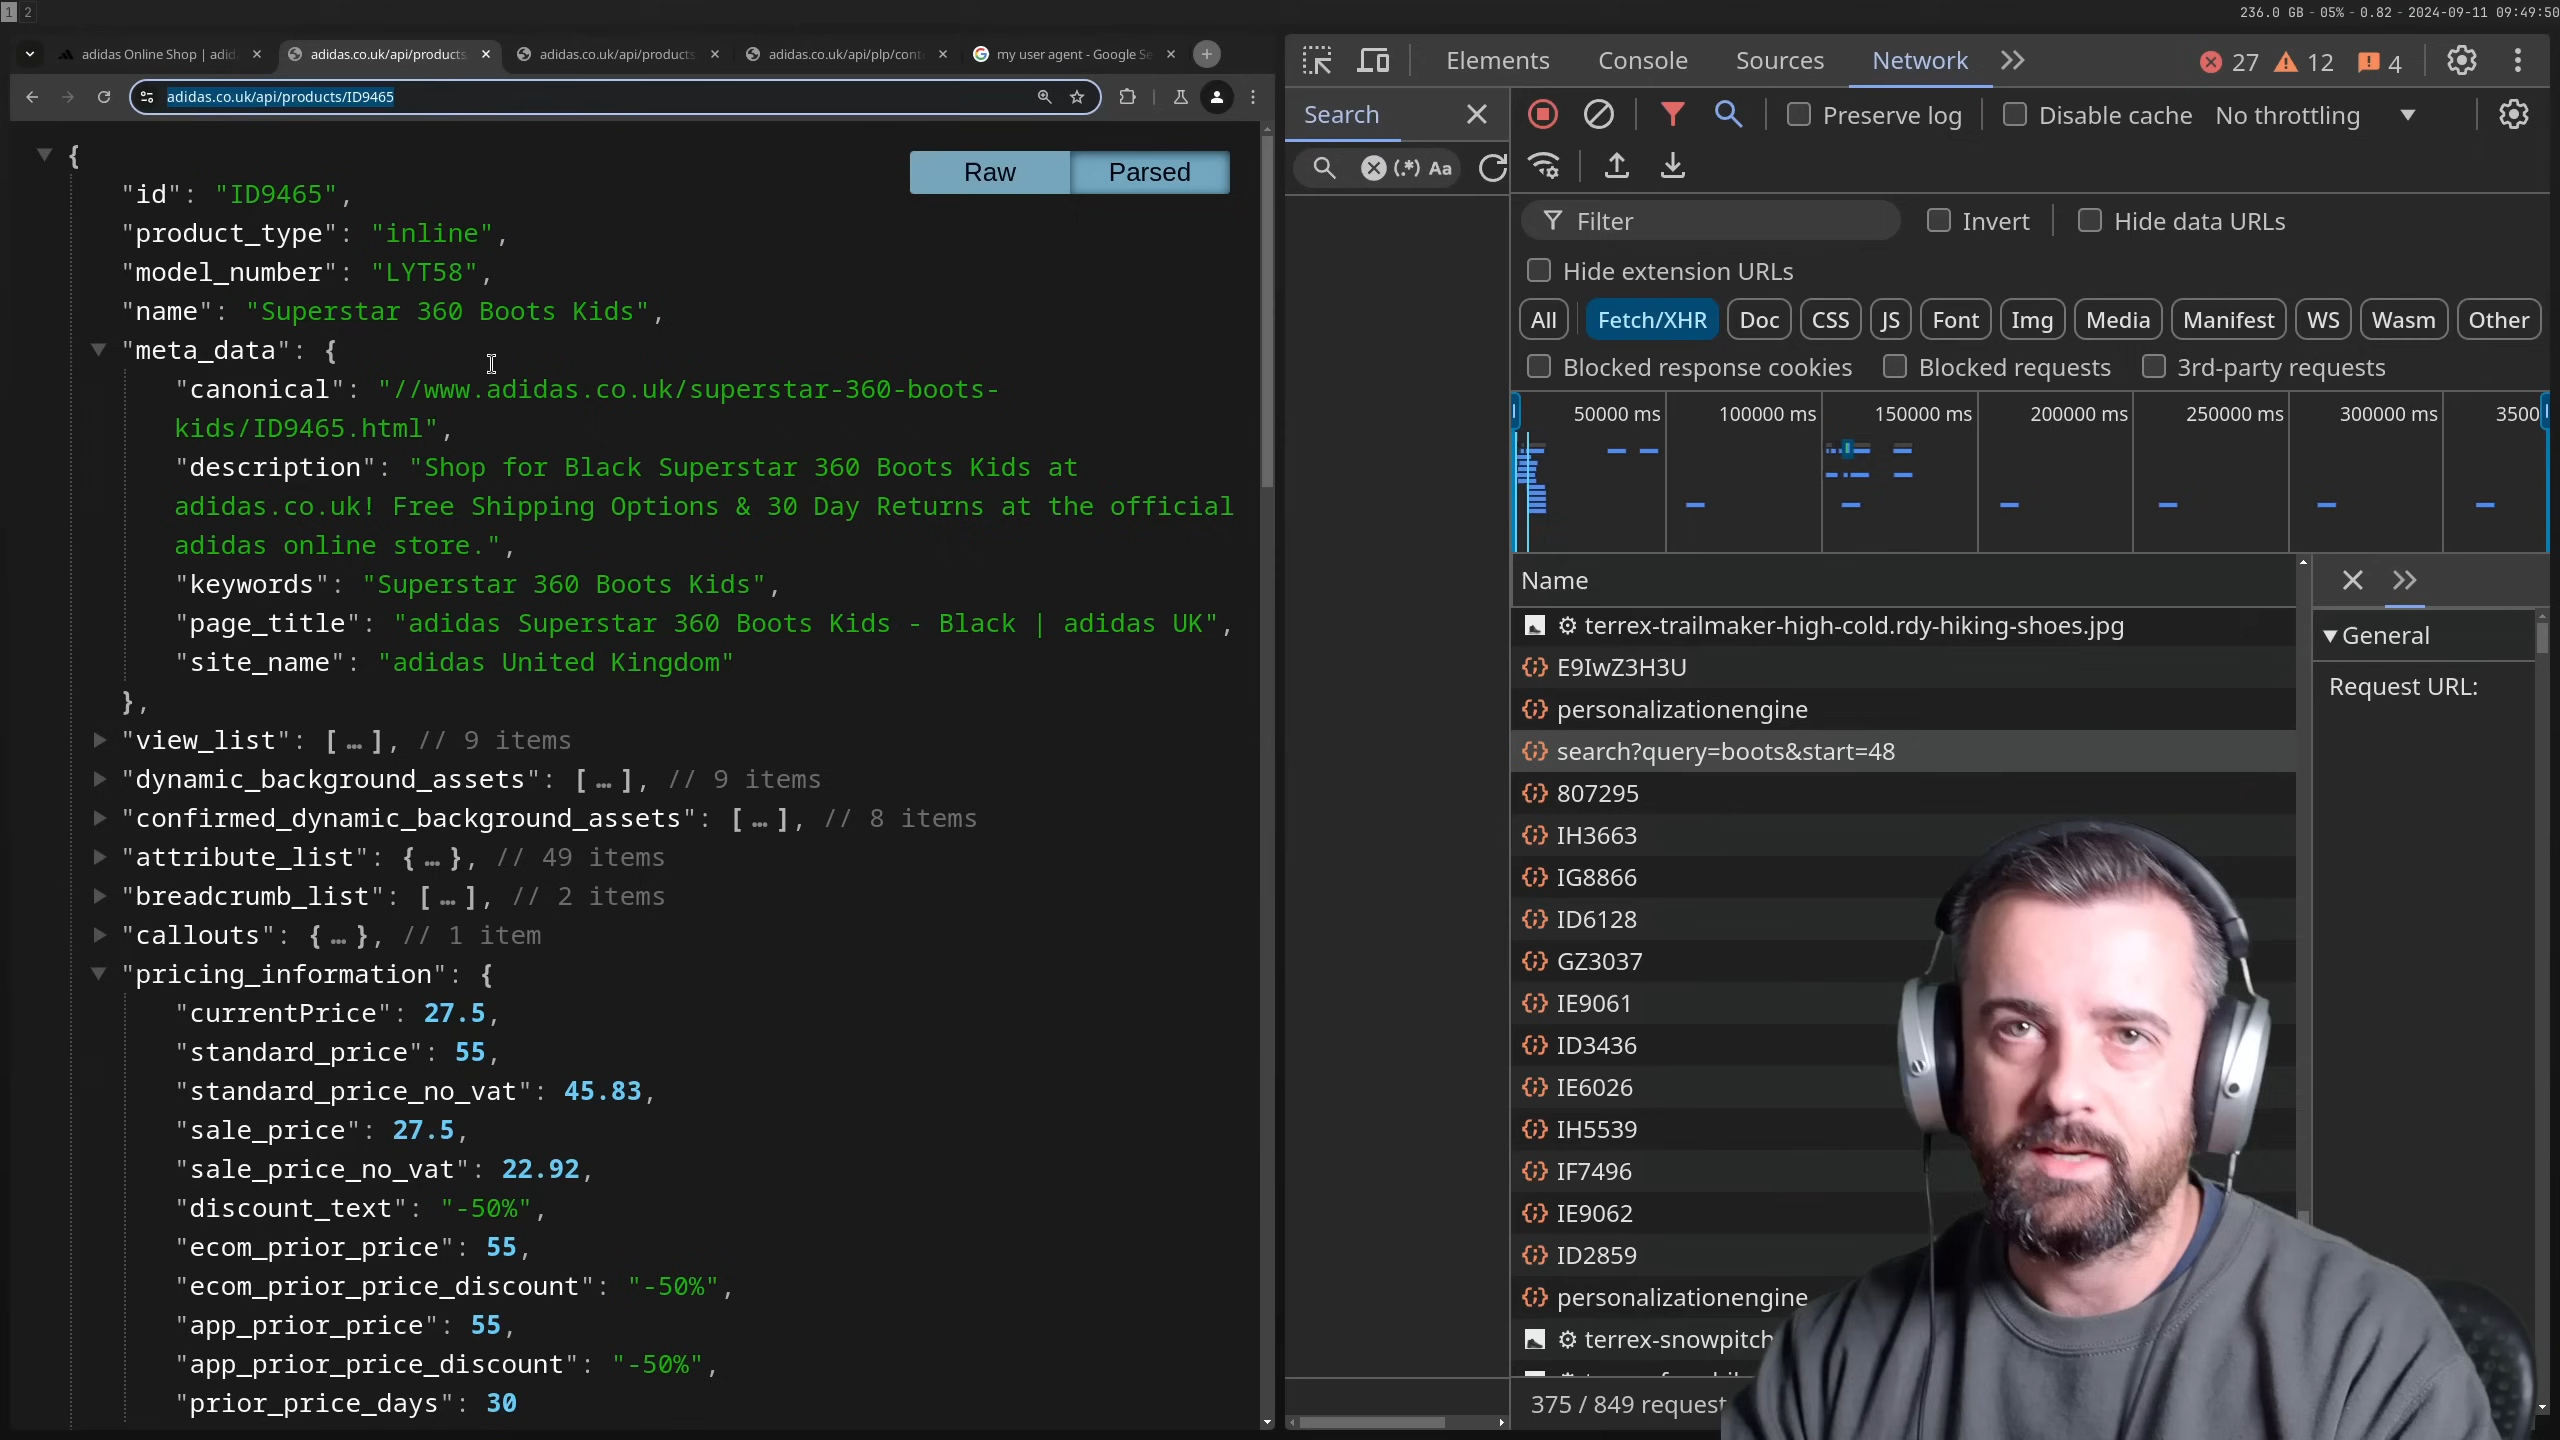 1 2
236.0 GB - 05% - 0.82 - 2024-09-11 09:49:50
adidas Online Shop | adid
adidas.co.uk/api/products
adidas.co.uk/api/products
adidas.co.uk/api/plp/cont
my user agent - Google Se
adidas.co.uk/api/products/ID9465
Raw Parsed
{
"id": "ID9465",
"product_type": "inline",
"model_number": "LYT58",
"name": "Superstar 360 Boots Kids",
"meta_data": {
"canonical": "//www.adidas.co.uk/superstar-360-boots-
kids/ID9465.html",
"description": "Shop for Black Superstar 360 Boots Kids at
adidas.co.uk! Free Shipping Options & 30 Day Returns at the official
adidas online store.",
"keywords": "Superstar 360 Boots Kids",
"page_title": "adidas Superstar 360 Boots Kids - Black | adidas UK",
"site_name": "adidas United Kingdom"
},
"view_list": [ … ], // 9 items
"dynamic_background_assets": [ … ], // 9 items
"confirmed_dynamic_background_assets": [ … ], // 8 items
"attribute_list": { … }, // 49 items
"breadcrumb_list": [ … ], // 2 items
"callouts": { … }, // 1 item
"pricing_information": {
"currentPrice": 27.5,
"standard_price": 55,
"standard_price_no_vat": 45.83,
"sale_price": 27.5,
"sale_price_no_vat": 22.92,
"discount_text": "-50%",
"ecom_prior_price": 55,
"ecom_prior_price_discount": "-50%",
"app_prior_price": 55,
"app_prior_price_discount": "-50%",
"prior_price_days": 30
Elements Console Sources Network 27 12 4
Search
(.*) Aa
Preserve log Disable cache No throttling
Filter Invert Hide data URLs
Hide extension URLs
All Fetch/XHR Doc CSS JS Font Img Media Manifest WS Wasm Other
Blocked response cookies Blocked requests 3rd-party requests
50000 ms 100000 ms 150000 ms 200000 ms 250000 ms 300000 ms 3500
Name
terrex-trailmaker-high-cold.rdy-hiking-shoes.jpg
E9IwZ3H3U
personalizationengine
search?query=boots&start=48
807295
IH3663
IG8866
ID6128
GZ3037
IE9061
ID3436
IE6026
IH5539
IF7496
IE9062
ID2859
personalizationengine
terrex-snowpitch
375 / 849 request
General
Request URL: